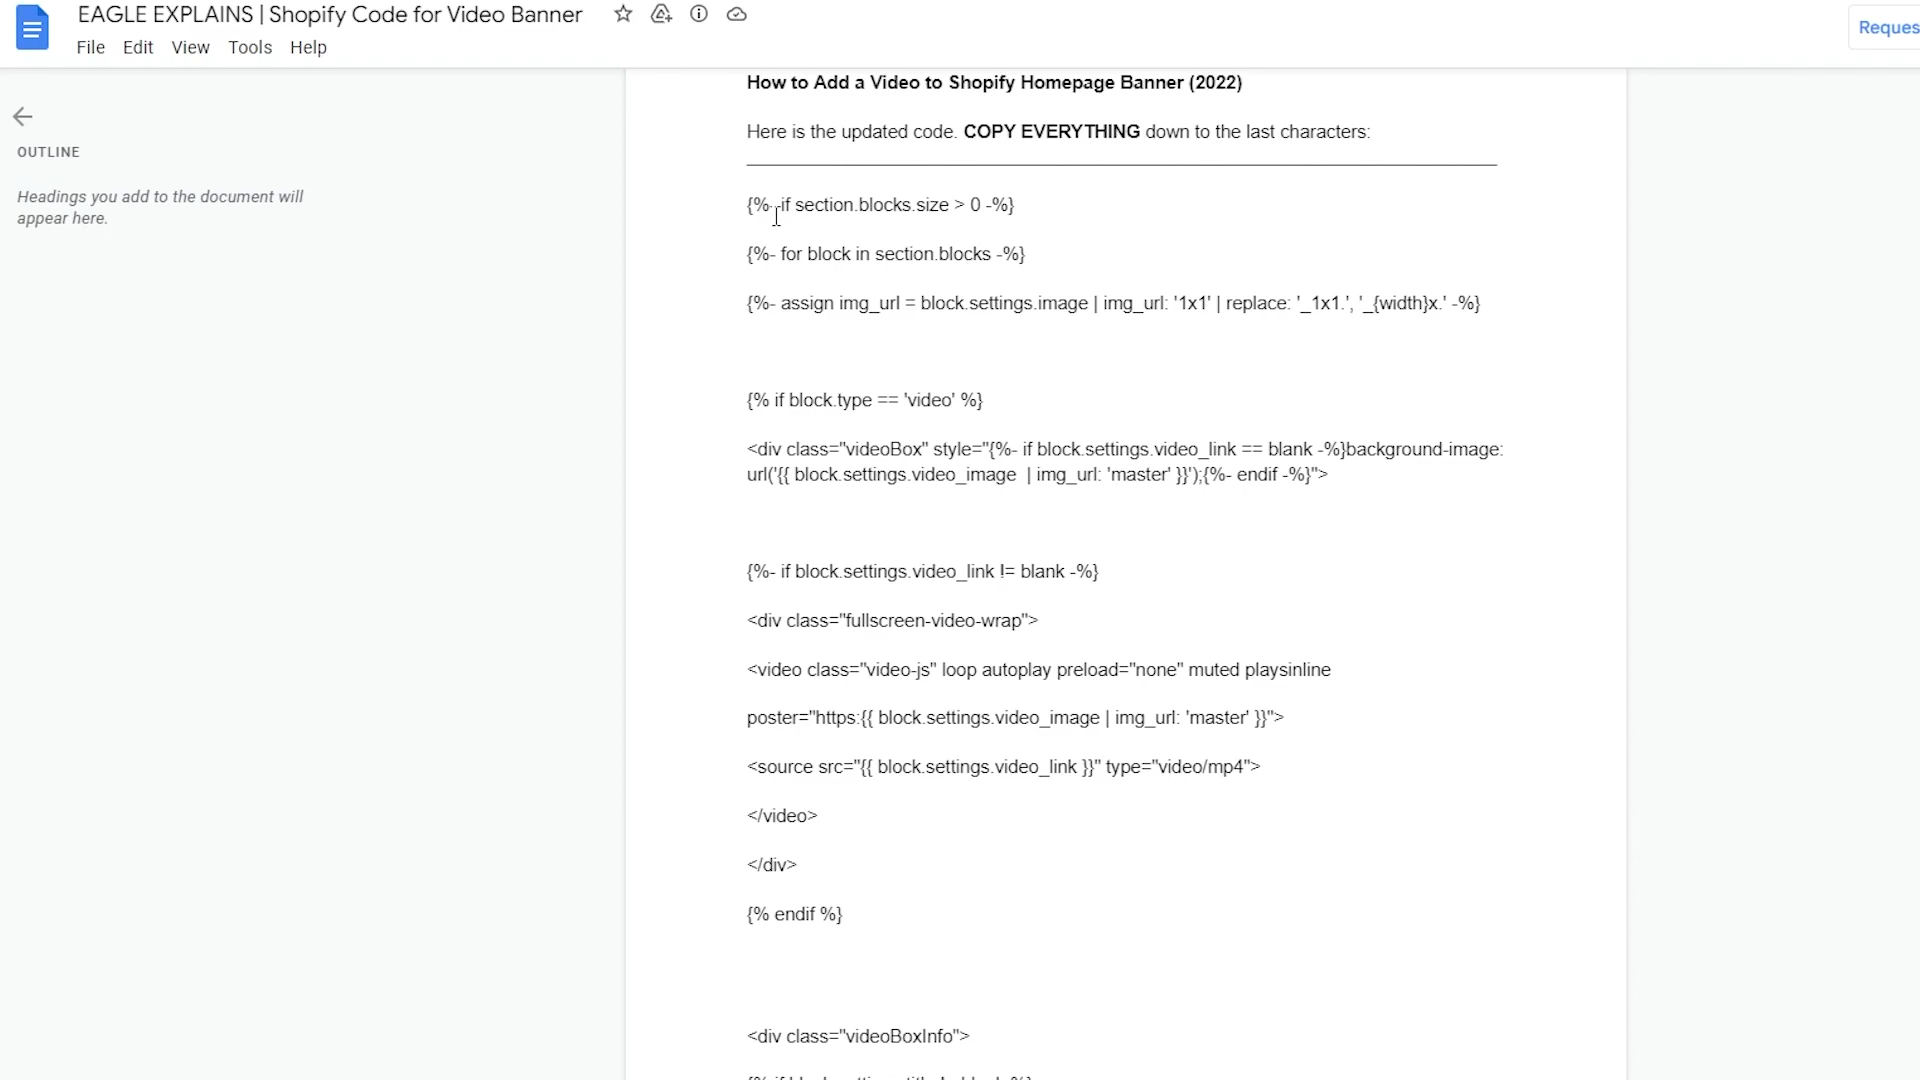 EAGLE EXPLAINS | Shopify Code for Video Banner
File Edit View Tools Help
Reques
OUTLINE
Headings you add to the document will
appear here.
How to Add a Video to Shopify Homepage Banner (2022)
Here is the updated code. COPY EVERYTHING down to the last characters:
{%- if section.blocks.size > 0 -%}
{%- for block in section.blocks -%}
{%- assign img_url = block.settings.image | img_url: '1x1' | replace: '_1x1.', '_{width}x.' -%}
{% if block.type == 'video' %}
<div class="videoBox" style="{%- if block.settings.video_link == blank -%}background-image:
url('{{ block.settings.video_image  | img_url: 'master' }}');{%- endif -%}">
{%- if block.settings.video_link != blank -%}
<div class="fullscreen-video-wrap">
<video class="video-js" loop autoplay preload="none" muted playsinline
poster="https:{{ block.settings.video_image | img_url: 'master' }}">
<source src="{{ block.settings.video_link }}" type="video/mp4">
</video>
</div>
{% endif %}
<div class="videoBoxInfo">